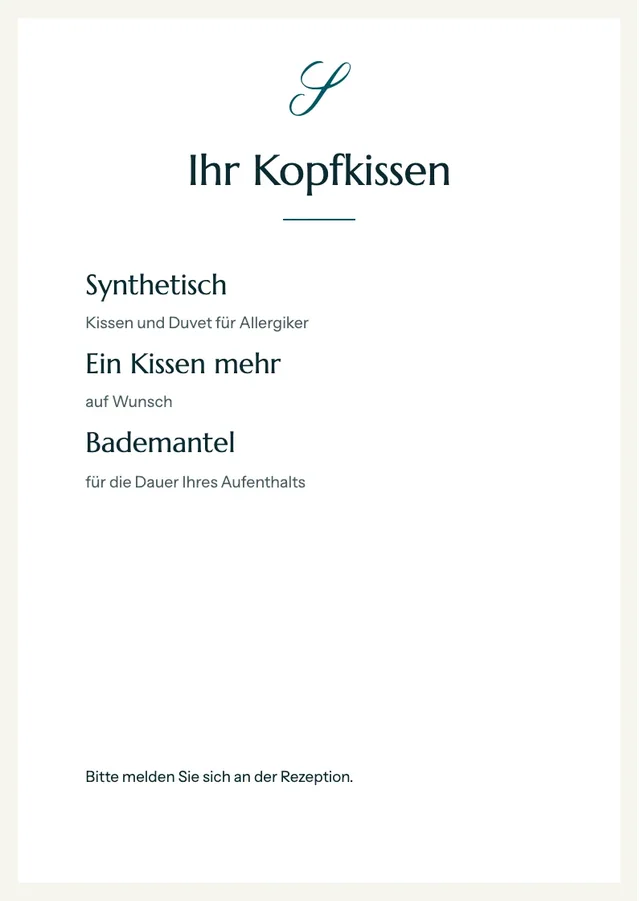 S
Ihr Kopfkissen
Synthetisch
Kissen und Duvet für Allergiker
Ein Kissen mehr
auf Wunsch
Bademantel
für die Dauer Ihres Aufenthalts
Bitte melden Sie sich an der Rezeption.